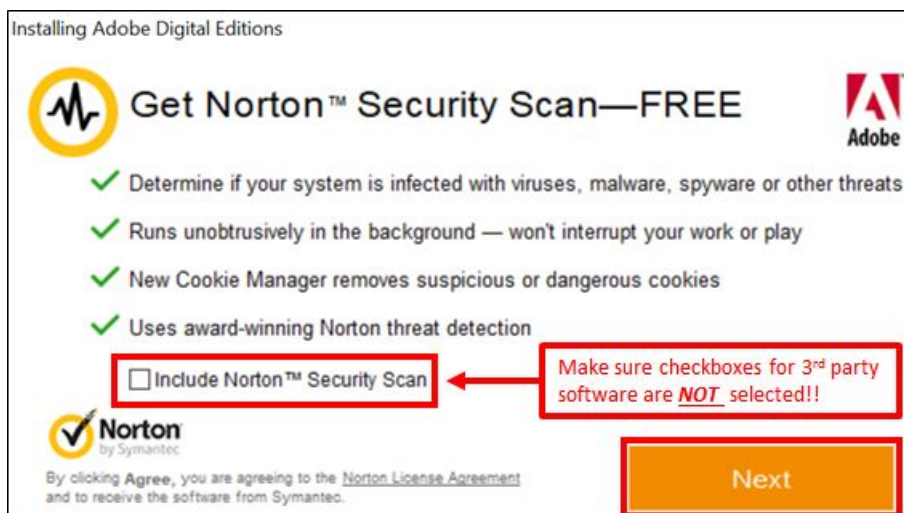 Installing Adobe Digital Editions
Get Norton™ Security Scan—FREE
Adobe
Determine if your system is infected with viruses, malware, spyware or other threats
Runs unobtrusively in the background — won't interrupt your work or play
New Cookie Manager removes suspicious or dangerous cookies
Uses award-winning Norton threat detection
Include Norton™ Security Scan
Make sure checkboxes for 3rd party
software are NOT selected!!
Norton
by Symantec
By clicking Agree, you are agreeing to the Norton License Agreement
and to receive the software from Symantec.
Next